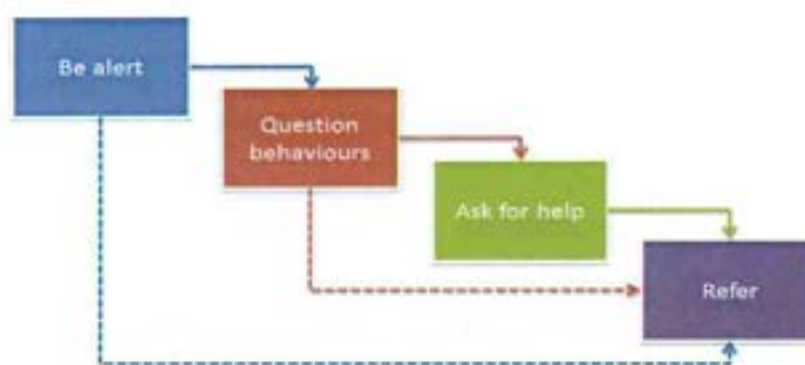 Be alert
Question
behaviours
Ask for help
Refer